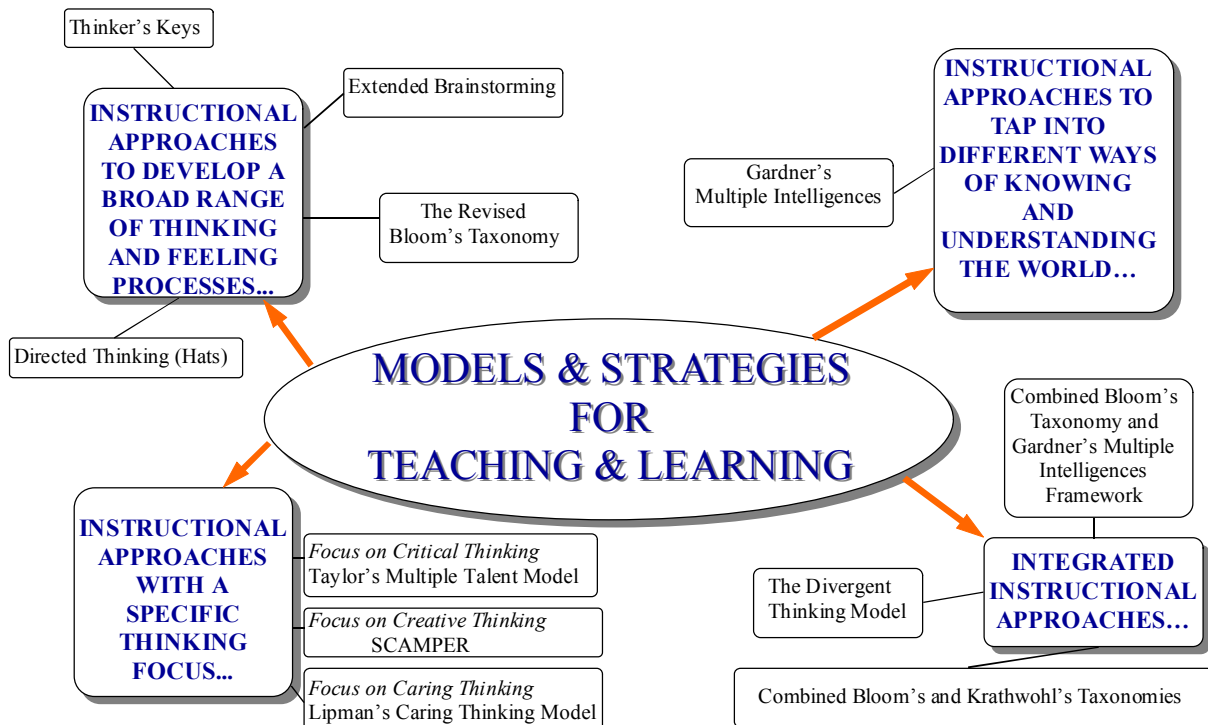 Thinker's Keys
Extended Brainstorming
INSTRUCTIONAL
APPROACHES
TO DEVELOP A
BROAD RANGE
OF THINKING
AND FEELING
PROCESSES...
The Revised
Bloom's Taxonomy
Directed Thinking (Hats)
INSTRUCTIONAL
APPROACHES TO
TAP INTO
DIFFERENT WAYS
OF KNOWING
AND
UNDERSTANDING
THE WORLD…
Gardner's
Multiple Intelligences
MODELS & STRATEGIES
FOR
TEACHING & LEARNING
INSTRUCTIONAL
APPROACHES
WITH A
SPECIFIC
THINKING
FOCUS...
Focus on Critical Thinking
Taylor's Multiple Talent Model
Focus on Creative Thinking
SCAMPER
Focus on Caring Thinking
Lipman's Caring Thinking Model
Combined Bloom's
Taxonomy and
Gardner's Multiple
Intelligences
Framework
The Divergent
Thinking Model
INTEGRATED
INSTRUCTIONAL
APPROACHES…
Combined Bloom's and Krathwohl's Taxonomies